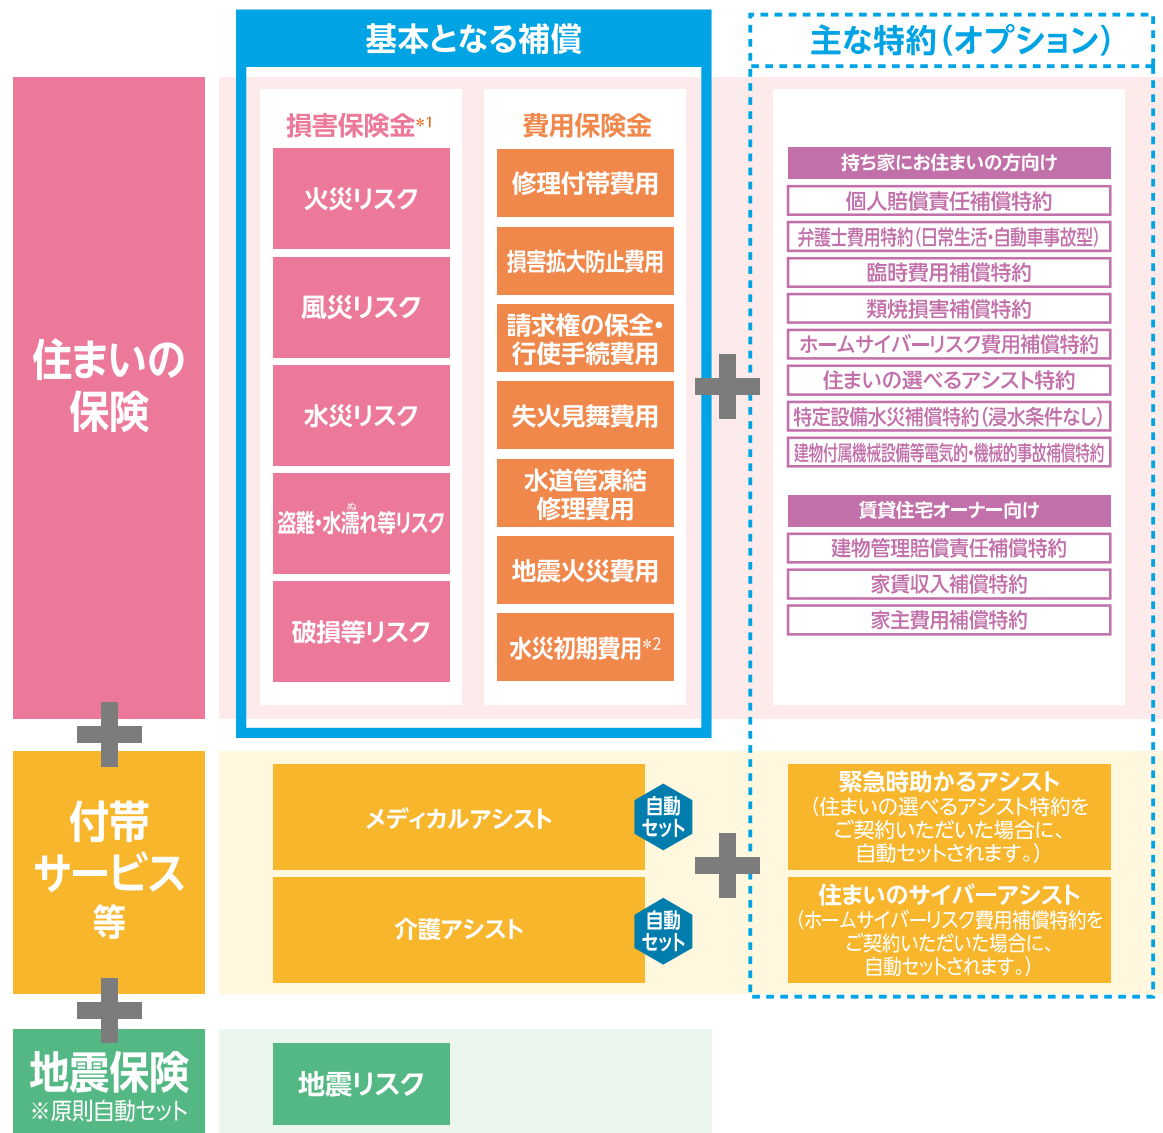 基本となる補償
主な特約（オプション）
住まいの
保険
損害保険金＊1
火災リスク
風災リスク
水災リスク
ぬ
盗難・水濡れ等リスク
破損等リスク
費用保険金
修理付帯費用
損害拡大防止費用
請求権の保全・
行使手続費用
失火見舞費用
水道管凍結
修理費用
地震火災費用
水災初期費用＊2
持ち家にお住まいの方向け
個人賠償責任補償特約
弁護士費用特約（日常生活・自動車事故型）
臨時費用補償特約
類焼損害補償特約
ホームサイバーリスク費用補償特約
住まいの選べるアシスト特約
特定設備水災補償特約（浸水条件なし）
建物付属機械設備等電気的・機械的事故補償特約
賃貸住宅オーナー向け
建物管理賠償責任補償特約
家賃収入補償特約
家主費用補償特約
付帯
サービス
等
メディカルアシスト
自動
セット
介護アシスト
自動
セット
緊急時助かるアシスト
（住まいの選べるアシスト特約を
ご契約いただいた場合に、
自動セットされます。）
住まいのサイバーアシスト
（ホームサイバーリスク費用補償特約を
ご契約いただいた場合に、
自動セットされます。）
地震保険
※原則自動セット
地震リスク